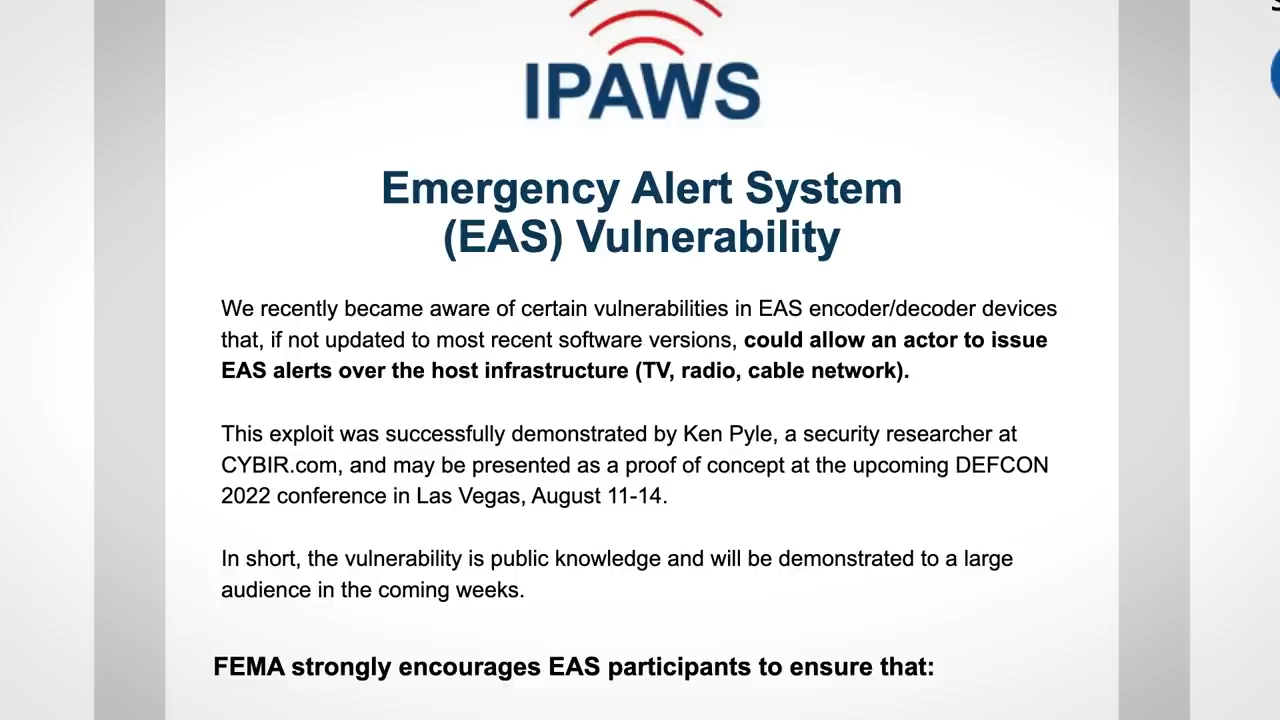 IPAWS
Emergency Alert System
(EAS) Vulnerability
We recently became aware of certain vulnerabilities in EAS encoder/decoder devices
that, if not updated to most recent software versions, could allow an actor to issue
EAS alerts over the host infrastructure (TV, radio, cable network).
This exploit was successfully demonstrated by Ken Pyle, a security researcher at
CYBIR.com, and may be presented as a proof of concept at the upcoming DEFCON
2022 conference in Las Vegas, August 11-14.
In short, the vulnerability is public knowledge and will be demonstrated to a large
audience in the coming weeks.
FEMA strongly encourages EAS participants to ensure that: